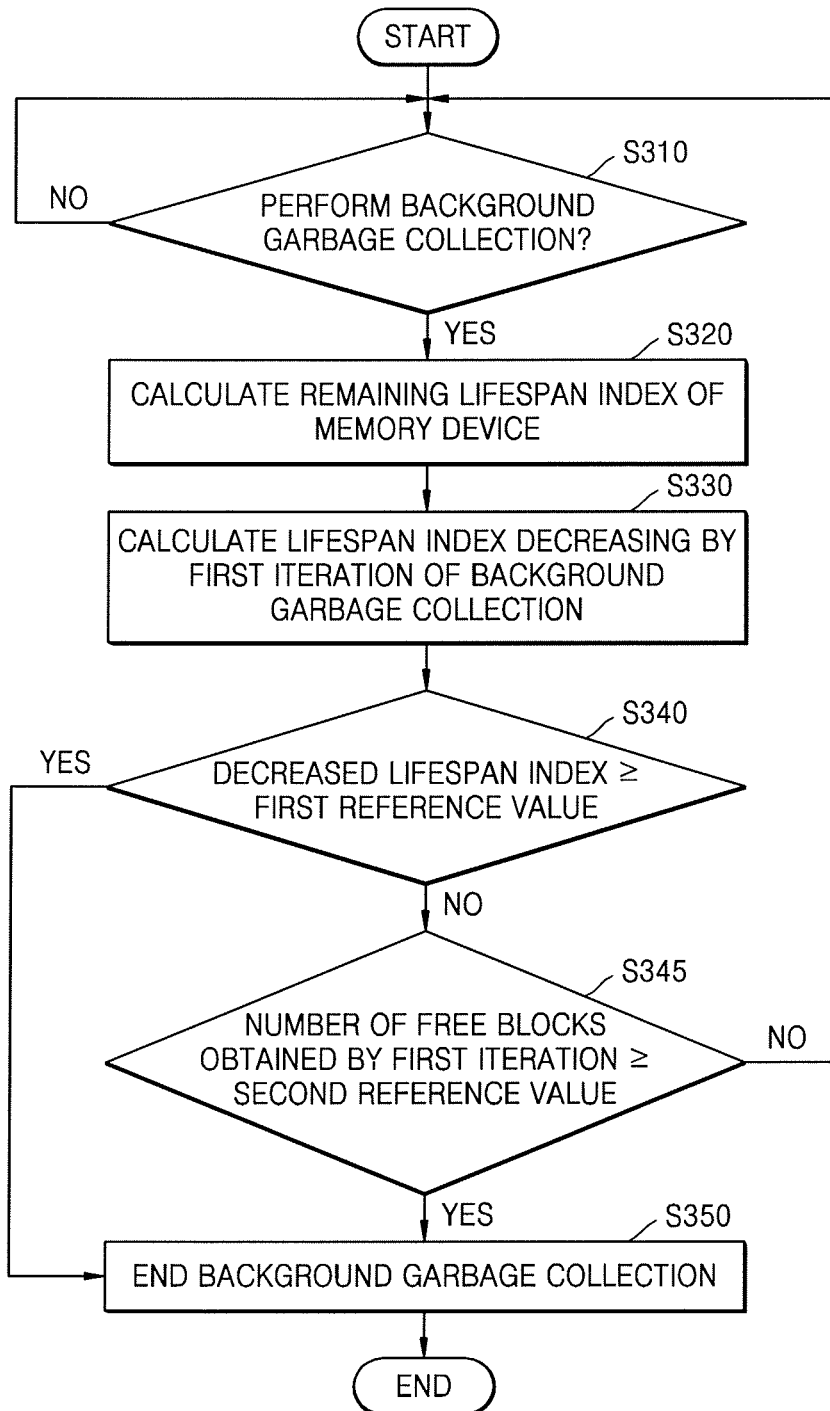 START
S310
NO
PERFORM BACKGROUND
GARBAGE COLLECTION?
YES
S320
CALCULATE REMAINING LIFESPAN INDEX OF
MEMORY DEVICE
S330
CALCULATE LIFESPAN INDEX DECREASING BY
FIRST ITERATION OF BACKGROUND
GARBAGE COLLECTION
S340
YES
DECREASED LIFESPAN INDEX ≥
FIRST REFERENCE VALUE
NO
S345
NUMBER OF FREE BLOCKS
OBTAINED BY FIRST ITERATION ≥
SECOND REFERENCE VALUE
NO
YES
S350
END BACKGROUND GARBAGE COLLECTION
END